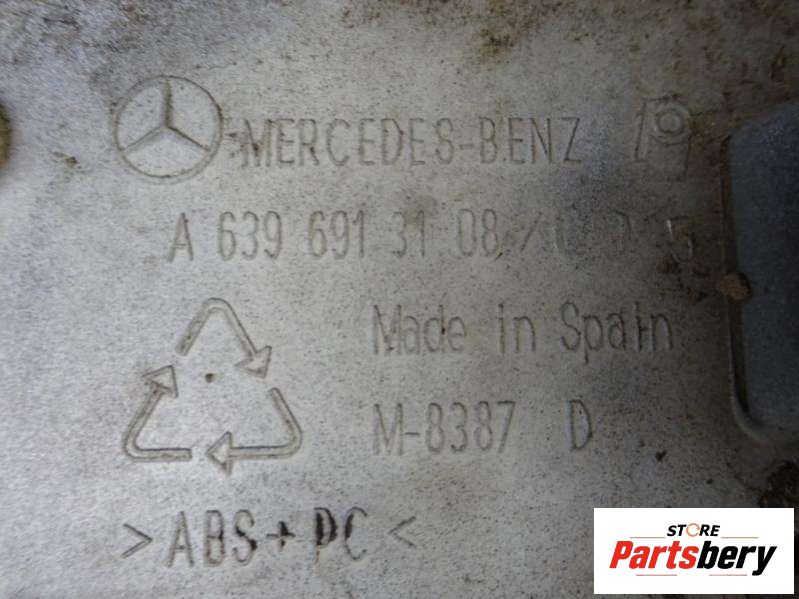 MERCEDES-BENZ
A 639 691 31 08 /
Made in Spain
M-8387 D
>ABS+PC<
STORE
Partsbery